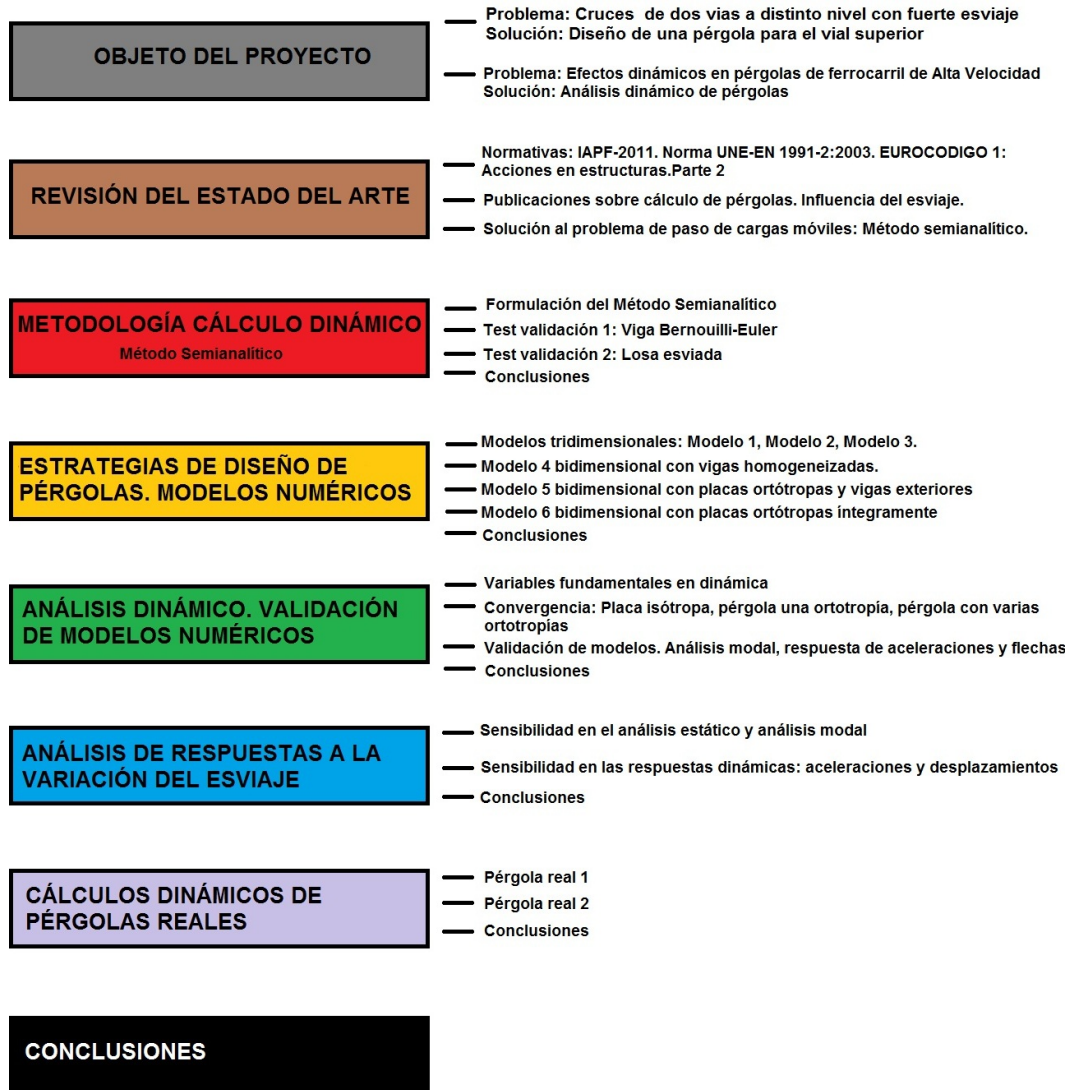 OBJETO DEL PROYECTO
Problema: Cruces de dos vias a distinto nivel con fuerte esviaje
Solución: Diseño de una pérgola para el vial superior
Problema: Efectos dinámicos en pérgolas de ferrocarril de Alta Velocidad
Solución: Análisis dinámico de pérgolas
REVISIÓN DEL ESTADO DEL ARTE
Normativas: IAPF-2011. Norma UNE-EN 1991-2:2003. EUROCODIGO 1:
Acciones en estructuras.Parte 2
Publicaciones sobre cálculo de pérgolas. Influencia del esviaje.
Solución al problema de paso de cargas móviles: Método semianalítico.
METODOLOGÍA CÁLCULO DINÁMICO
Método Semianalítico
Formulación del Método Semianalítico
Test validación 1: Viga Bernouilli-Euler
Test validación 2: Losa esviada
Conclusiones
ESTRATEGIAS DE DISEÑO DE
PÉRGOLAS. MODELOS NUMÉRICOS
Modelos tridimensionales: Modelo 1, Modelo 2, Modelo 3.
Modelo 4 bidimensional con vigas homogeneizadas.
Modelo 5 bidimensional con placas ortótropas y vigas exteriores
Modelo 6 bidimensional con placas ortótropas íntegramente
Conclusiones
ANÁLISIS DINÁMICO. VALIDACIÓN
DE MODELOS NUMÉRICOS
Variables fundamentales en dinámica
Convergencia: Placa isótropa, pérgola una ortotropía, pérgola con varias
ortotropías
Validación de modelos. Análisis modal, respuesta de aceleraciones y flechas
Conclusiones
ANÁLISIS DE RESPUESTAS A LA
VARIACIÓN DEL ESVIAJE
Sensibilidad en el análisis estático y análisis modal
Sensibilidad en las respuestas dinámicas: aceleraciones y desplazamientos
Conclusiones
CÁLCULOS DINÁMICOS DE
PÉRGOLAS REALES
Pérgola real 1
Pérgola real 2
Conclusiones
CONCLUSIONES